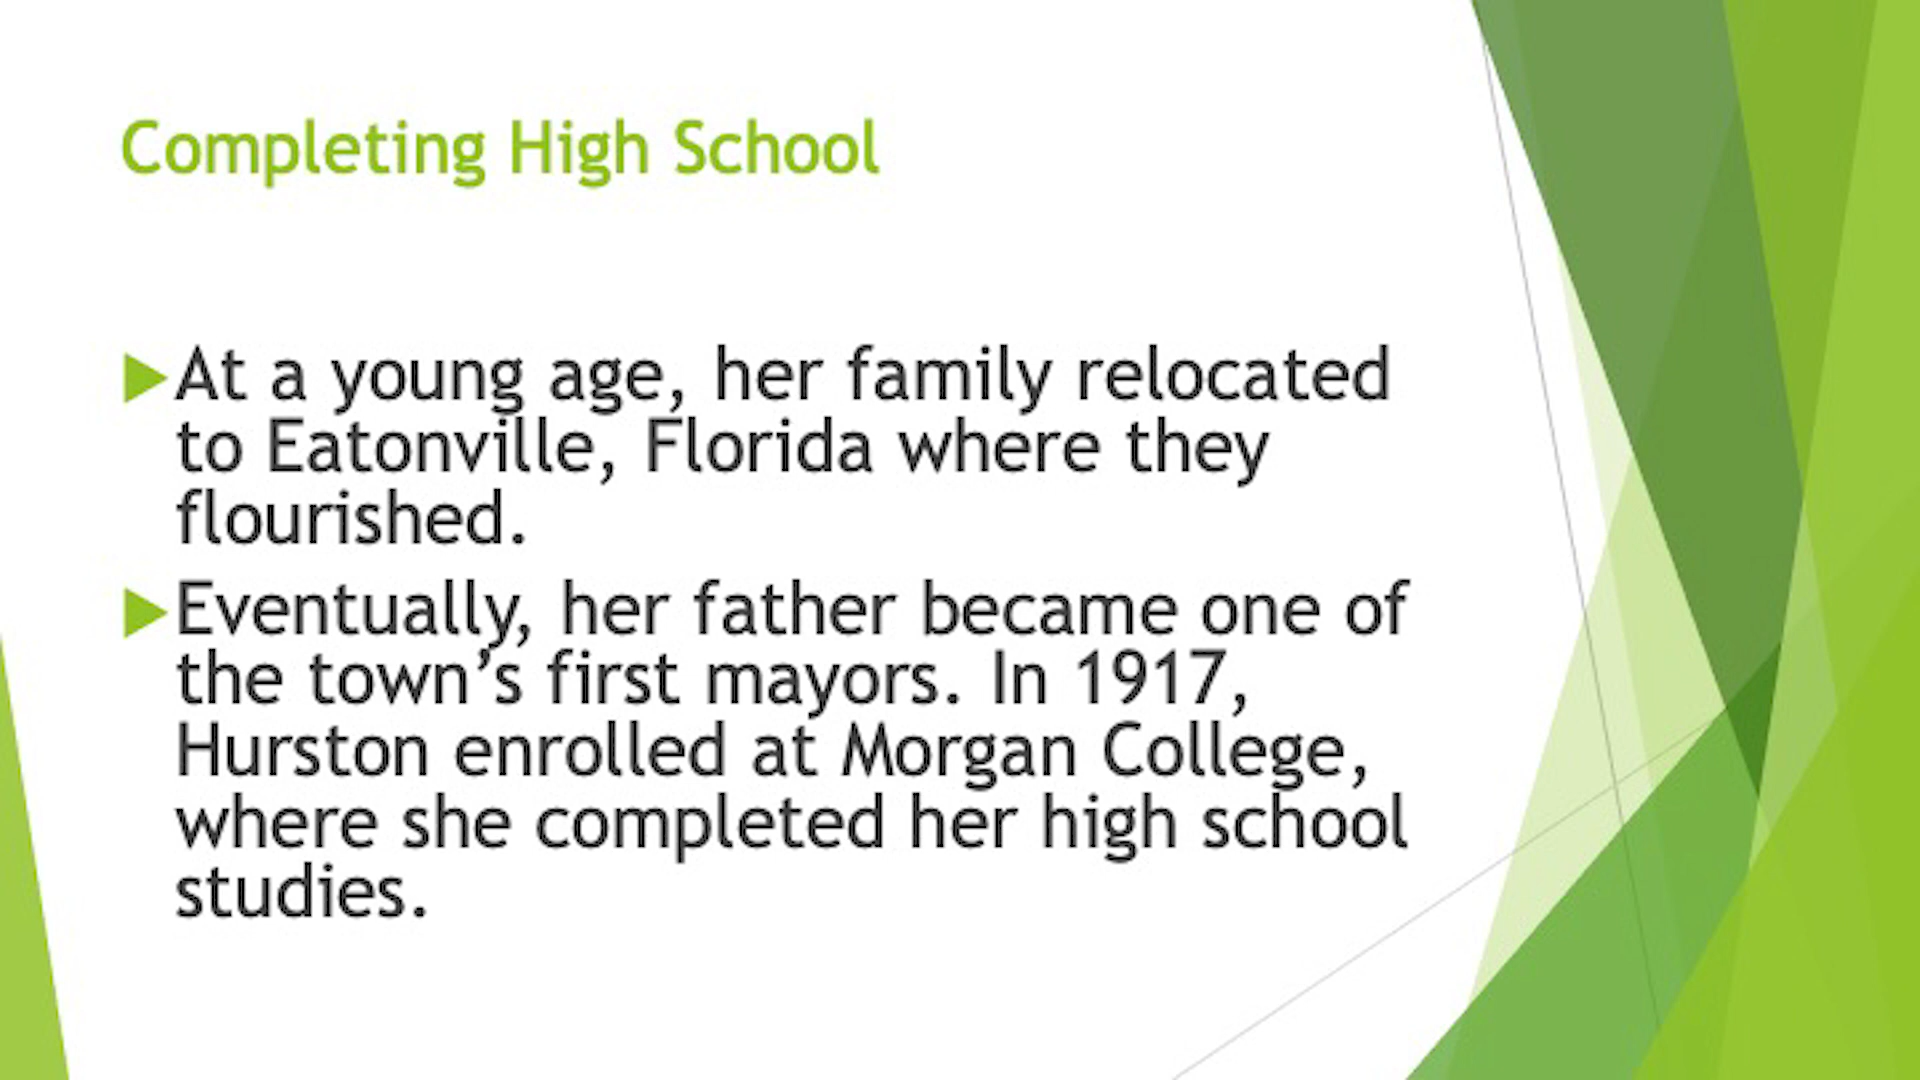 Completing High School
At a young age, her family relocated
to Eatonville, Florida where they
flourished.
Eventually, her father became one of
the town’s first mayors. In 1917,
Hurston enrolled at Morgan College,
where she completed her high school
studies.